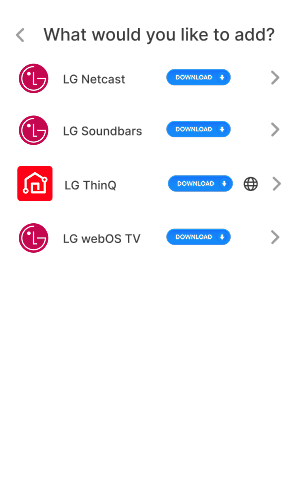 What would you like to add?
LG Netcast DOWNLOAD
LG Soundbars DOWNLOAD
LG ThinQ DOWNLOAD
LG webOS TV DOWNLOAD